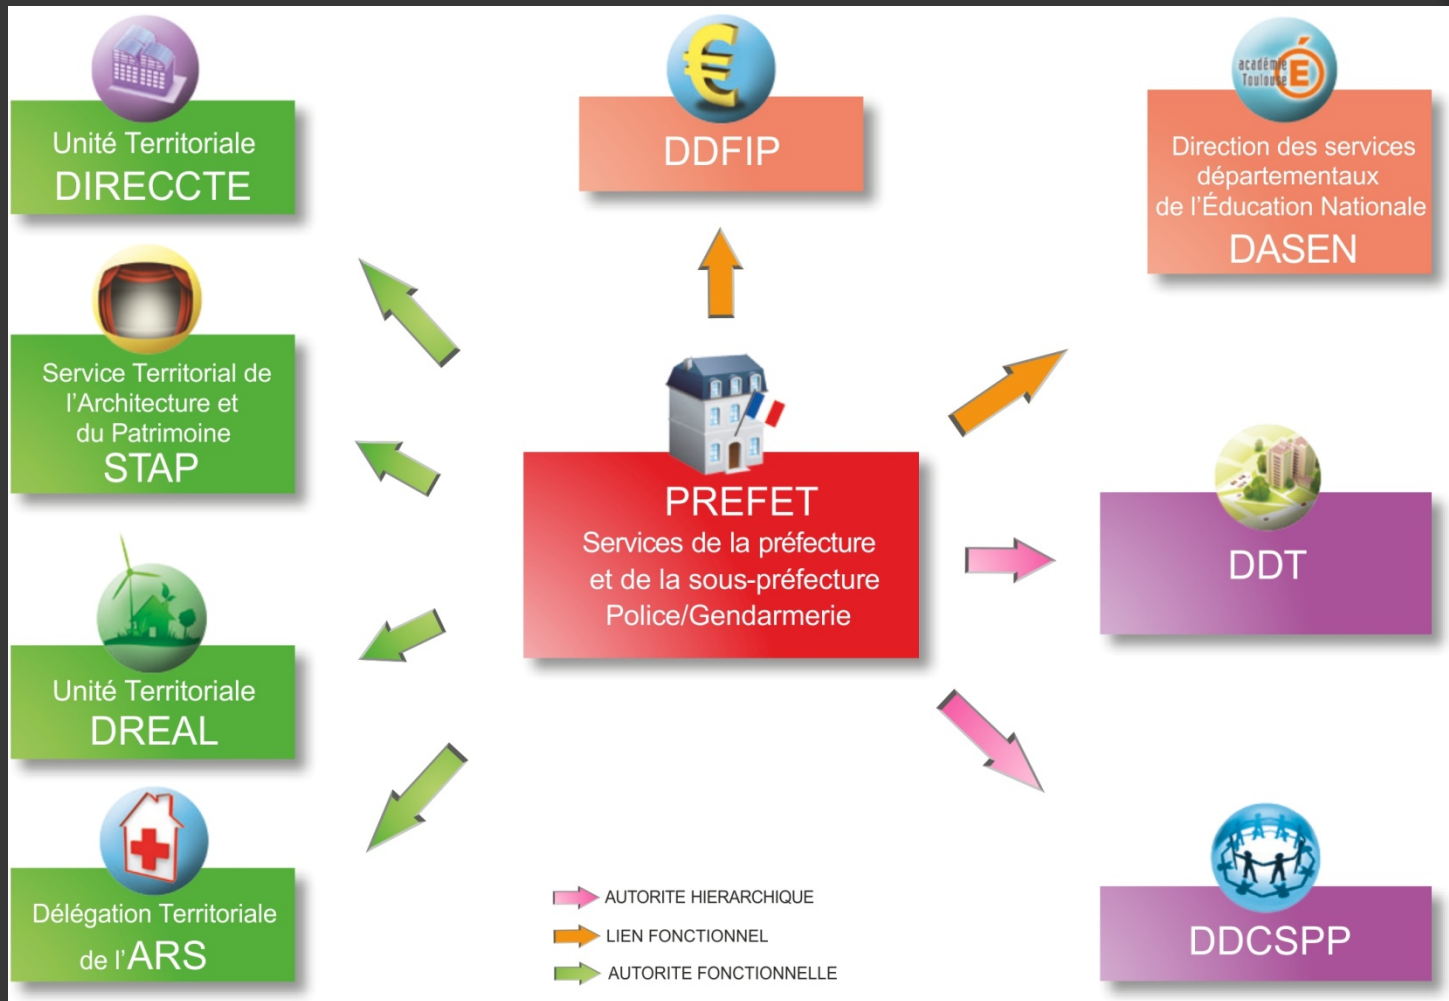 Unité Territoriale
DIRECCTE
Service Territorial de
l'Architecture et
du Patrimoine
STAP
Unité Territoriale
DREAL
Délégation Territoriale
de l'ARS
DDFIP
PREFET
Services de la préfecture
et de la sous-préfecture
Police/Gendarmerie
académie
Toulouse
É
Direction des services
départementaux
de l'Éducation Nationale
DASEN
DDT
DDCSPP
AUTORITE HIERARCHIQUE
LIEN FONCTIONNEL
AUTORITE FONCTIONNELLE